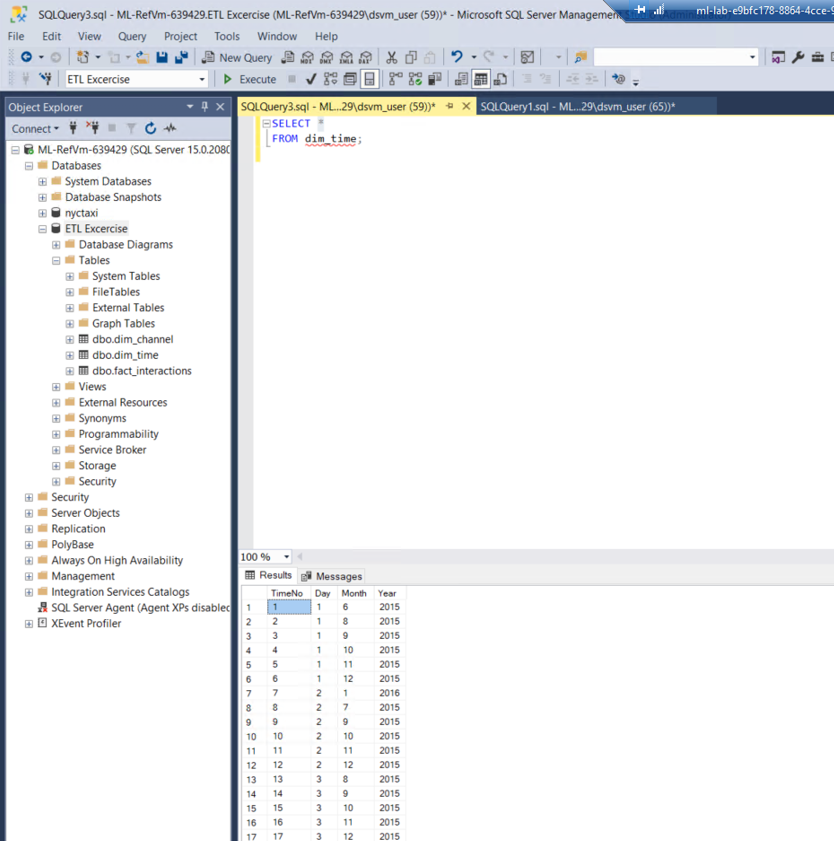 SQLQuery3.sql - ML-RefVm-639429.ETL Excercise (ML-RefVm-639429\dsvm_user (59))* - Microsoft SQL Server Managem
ml-lab-e9bfc178-8864-4cce-9
File Edit View Query Project Tools Window Help
New Query
MDX DMX XMLA DAX
ETL Excercise
Execute
Object Explorer
Connect
ML-RefVm-639429 (SQL Server 15.0.2080
Databases
System Databases
Database Snapshots
nyctaxi
ETL Excercise
Database Diagrams
Tables
System Tables
FileTables
External Tables
Graph Tables
dbo.dim_channel
dbo.dim_time
dbo.fact_interactions
Views
External Resources
Synonyms
Programmability
Service Broker
Storage
Security
Security
Server Objects
Replication
PolyBase
Always On High Availability
Management
Integration Services Catalogs
SQL Server Agent (Agent XPs disabled
XEvent Profiler
SQLQuery3.sql - ML...29\dsvm_user (59))*
SQLQuery1.sql - ML...29\dsvm_user (65))*
SELECT *
FROM dim_time;
100 %
Results Messages
TimeNo Day Month Year
1 1 1 6 2015
2 2 1 8 2015
3 3 1 9 2015
4 4 1 10 2015
5 5 1 11 2015
6 6 1 12 2015
7 7 2 1 2016
8 8 2 7 2015
9 9 2 9 2015
10 10 2 10 2015
11 11 2 11 2015
12 12 2 12 2015
13 13 3 8 2015
14 14 3 9 2015
15 15 3 10 2015
16 16 3 11 2015
17 17 3 12 2015